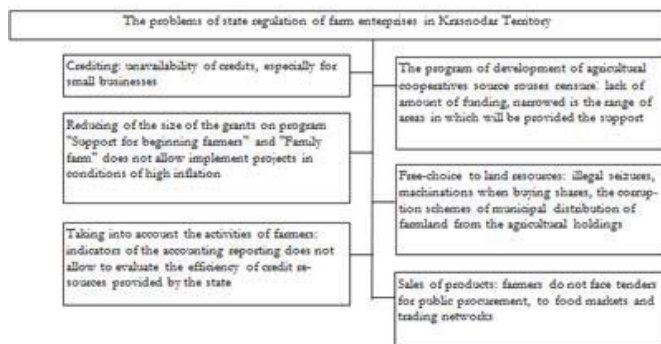 The problems of state regulation of farm enterprises in Krasnodar Territory
Crediting: unavailability of credits, especially for
small businesses
Reducing of the size of the grants on program
"Support for beginning farmers" and "Family
farm" does not allow implement projects in
conditions of high inflation
Taking into account the activities of farmers:
indicators of the accounting reporting does not
allow to evaluate the efficiency of credit re-
sources provided by the state
The program of development of agricultural
cooperatives source rouses censure: lack of
amount of funding, narrowed is the range of
areas in which will be provided the support
Free-choice to land resources: illegal seizures,
machinations when buying shares, the corrup-
tion schemes of municipal distribution of
farmland from the agricultural holdings
Sales of products: farmers do not face tenders
for public procurement, to food markets and
trading networks